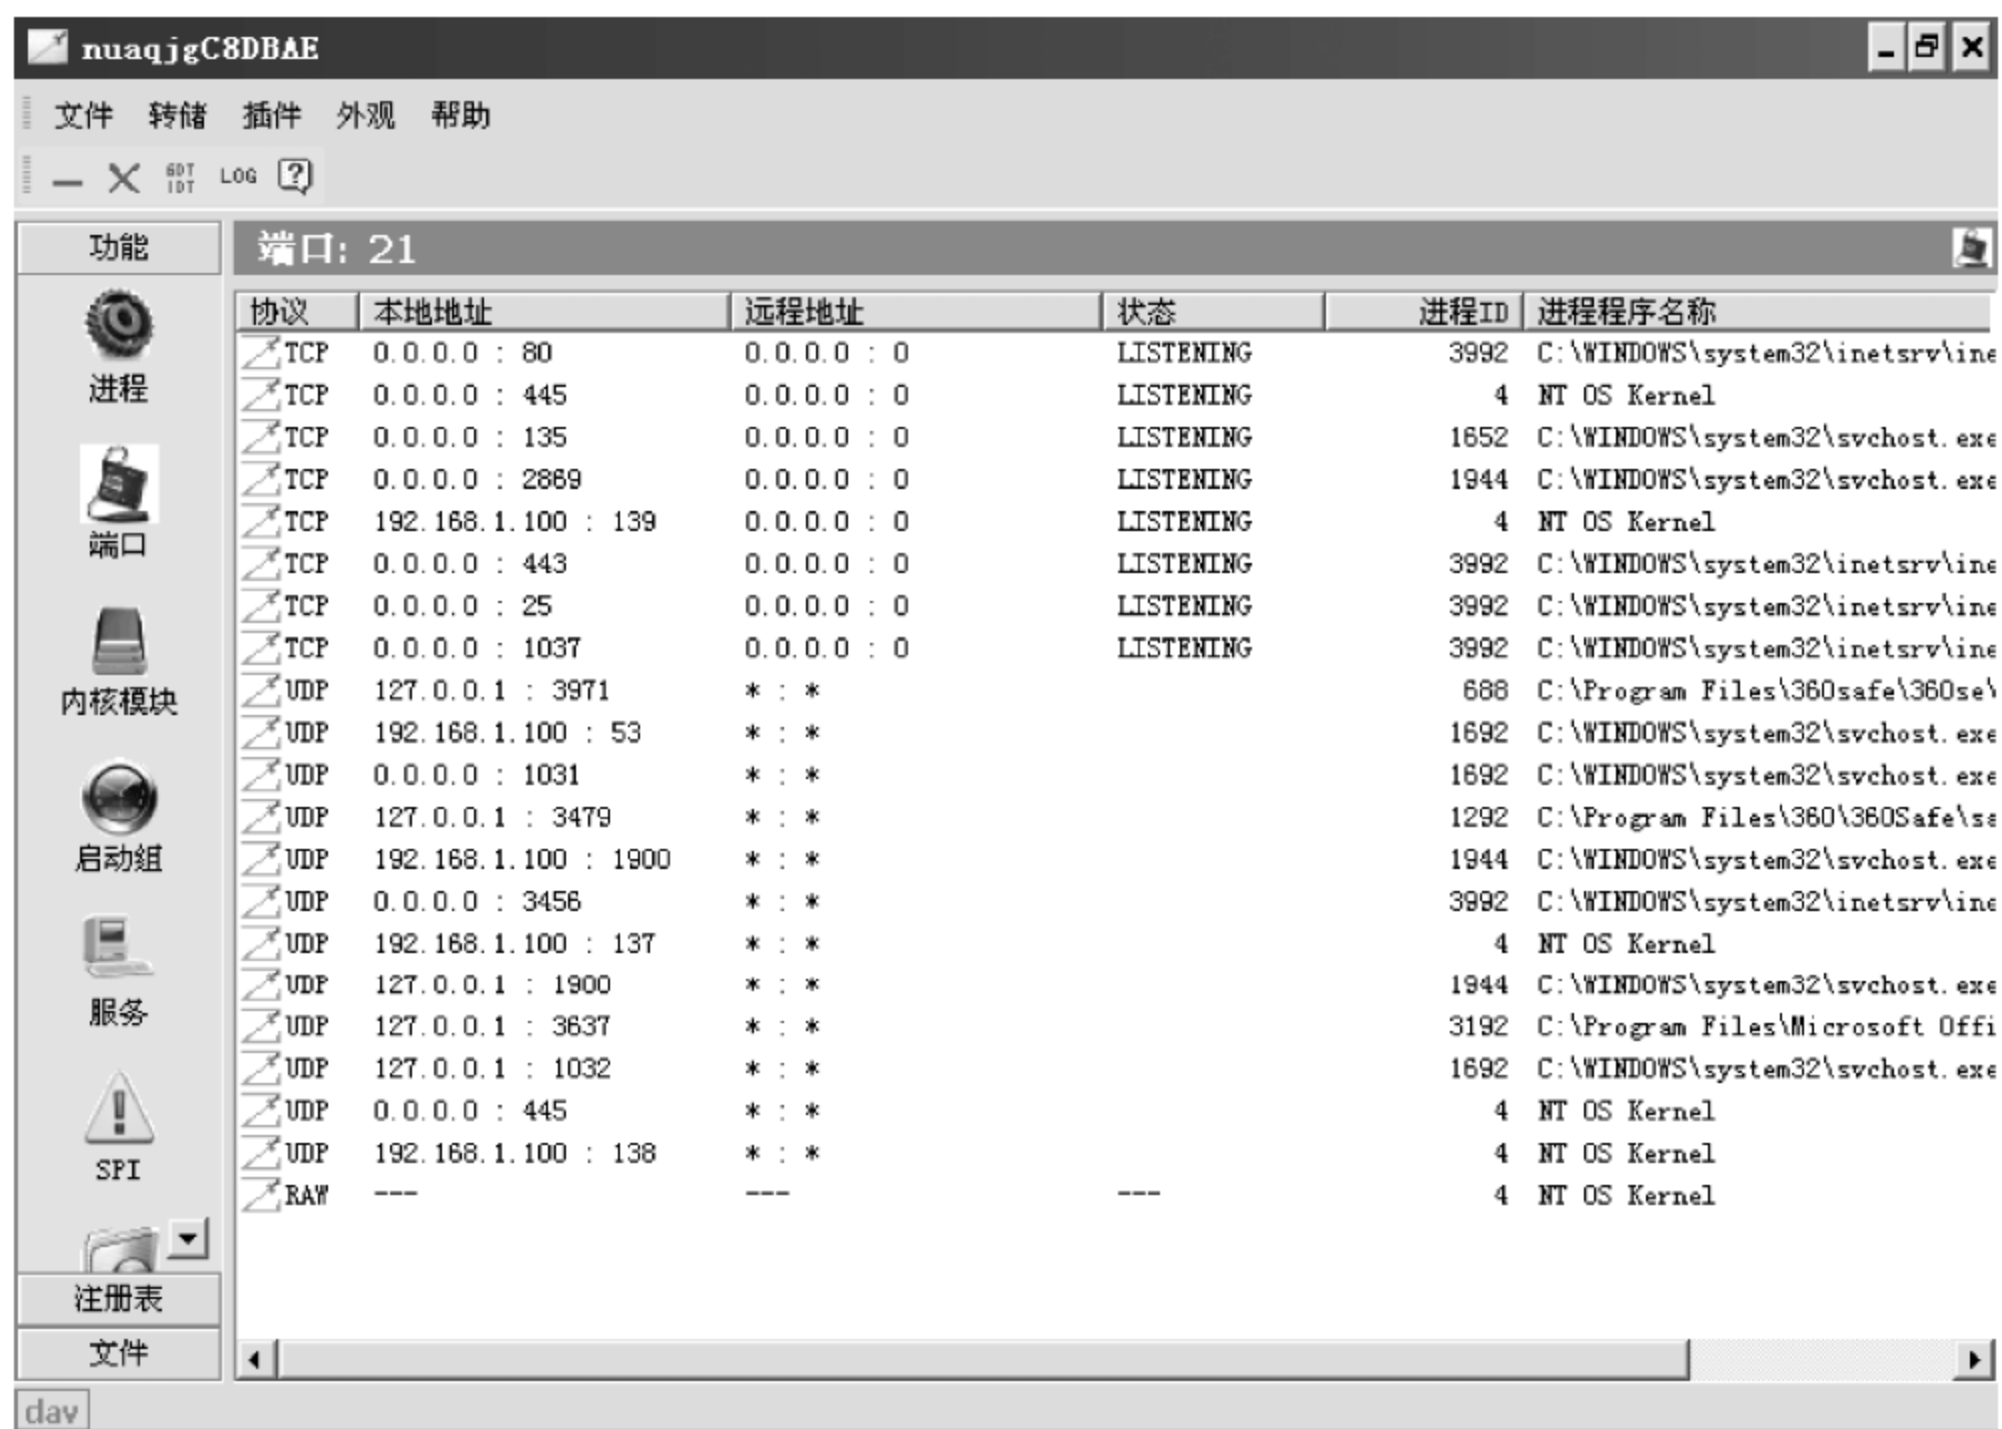 nuaqjgC8DBAE
文件 转储 插件 外观 帮助
GDT IDT LOG
功能
端口: 21
协议 本地地址 远程地址 状态 进程ID 进程程序名称
TCP 0.0.0.0 : 80 0.0.0.0 : 0 LISTENING 3992 C:\WINDOWS\system32\inetsrv\ine
TCP 0.0.0.0 : 445 0.0.0.0 : 0 LISTENING 4 NT OS Kernel
TCP 0.0.0.0 : 135 0.0.0.0 : 0 LISTENING 1652 C:\WINDOWS\system32\svchost.exe
TCP 0.0.0.0 : 2869 0.0.0.0 : 0 LISTENING 1944 C:\WINDOWS\system32\svchost.exe
TCP 192.168.1.100 : 139 0.0.0.0 : 0 LISTENING 4 NT OS Kernel
TCP 0.0.0.0 : 443 0.0.0.0 : 0 LISTENING 3992 C:\WINDOWS\system32\inetsrv\ine
TCP 0.0.0.0 : 25 0.0.0.0 : 0 LISTENING 3992 C:\WINDOWS\system32\inetsrv\ine
TCP 0.0.0.0 : 1037 0.0.0.0 : 0 LISTENING 3992 C:\WINDOWS\system32\inetsrv\ine
UDP 127.0.0.1 : 3971 * : * 688 C:\Program Files\360safe\360se\
UDP 192.168.1.100 : 53 * : * 1692 C:\WINDOWS\system32\svchost.exe
UDP 0.0.0.0 : 1031 * : * 1692 C:\WINDOWS\system32\svchost.exe
UDP 127.0.0.1 : 3479 * : * 1292 C:\Program Files\360\360Safe\sa
UDP 192.168.1.100 : 1900 * : * 1944 C:\WINDOWS\system32\svchost.exe
UDP 0.0.0.0 : 3456 * : * 3992 C:\WINDOWS\system32\inetsrv\ine
UDP 192.168.1.100 : 137 * : * 4 NT OS Kernel
UDP 127.0.0.1 : 1900 * : * 1944 C:\WINDOWS\system32\svchost.exe
UDP 127.0.0.1 : 3637 * : * 3192 C:\Program Files\Microsoft Offi
UDP 127.0.0.1 : 1032 * : * 1692 C:\WINDOWS\system32\svchost.exe
UDP 0.0.0.0 : 445 * : * 4 NT OS Kernel
UDP 192.168.1.100 : 138 * : * 4 NT OS Kernel
RAW --- --- --- 4 NT OS Kernel
进程
端口
内核模块
启动组
服务
SPI
注册表
文件
dav